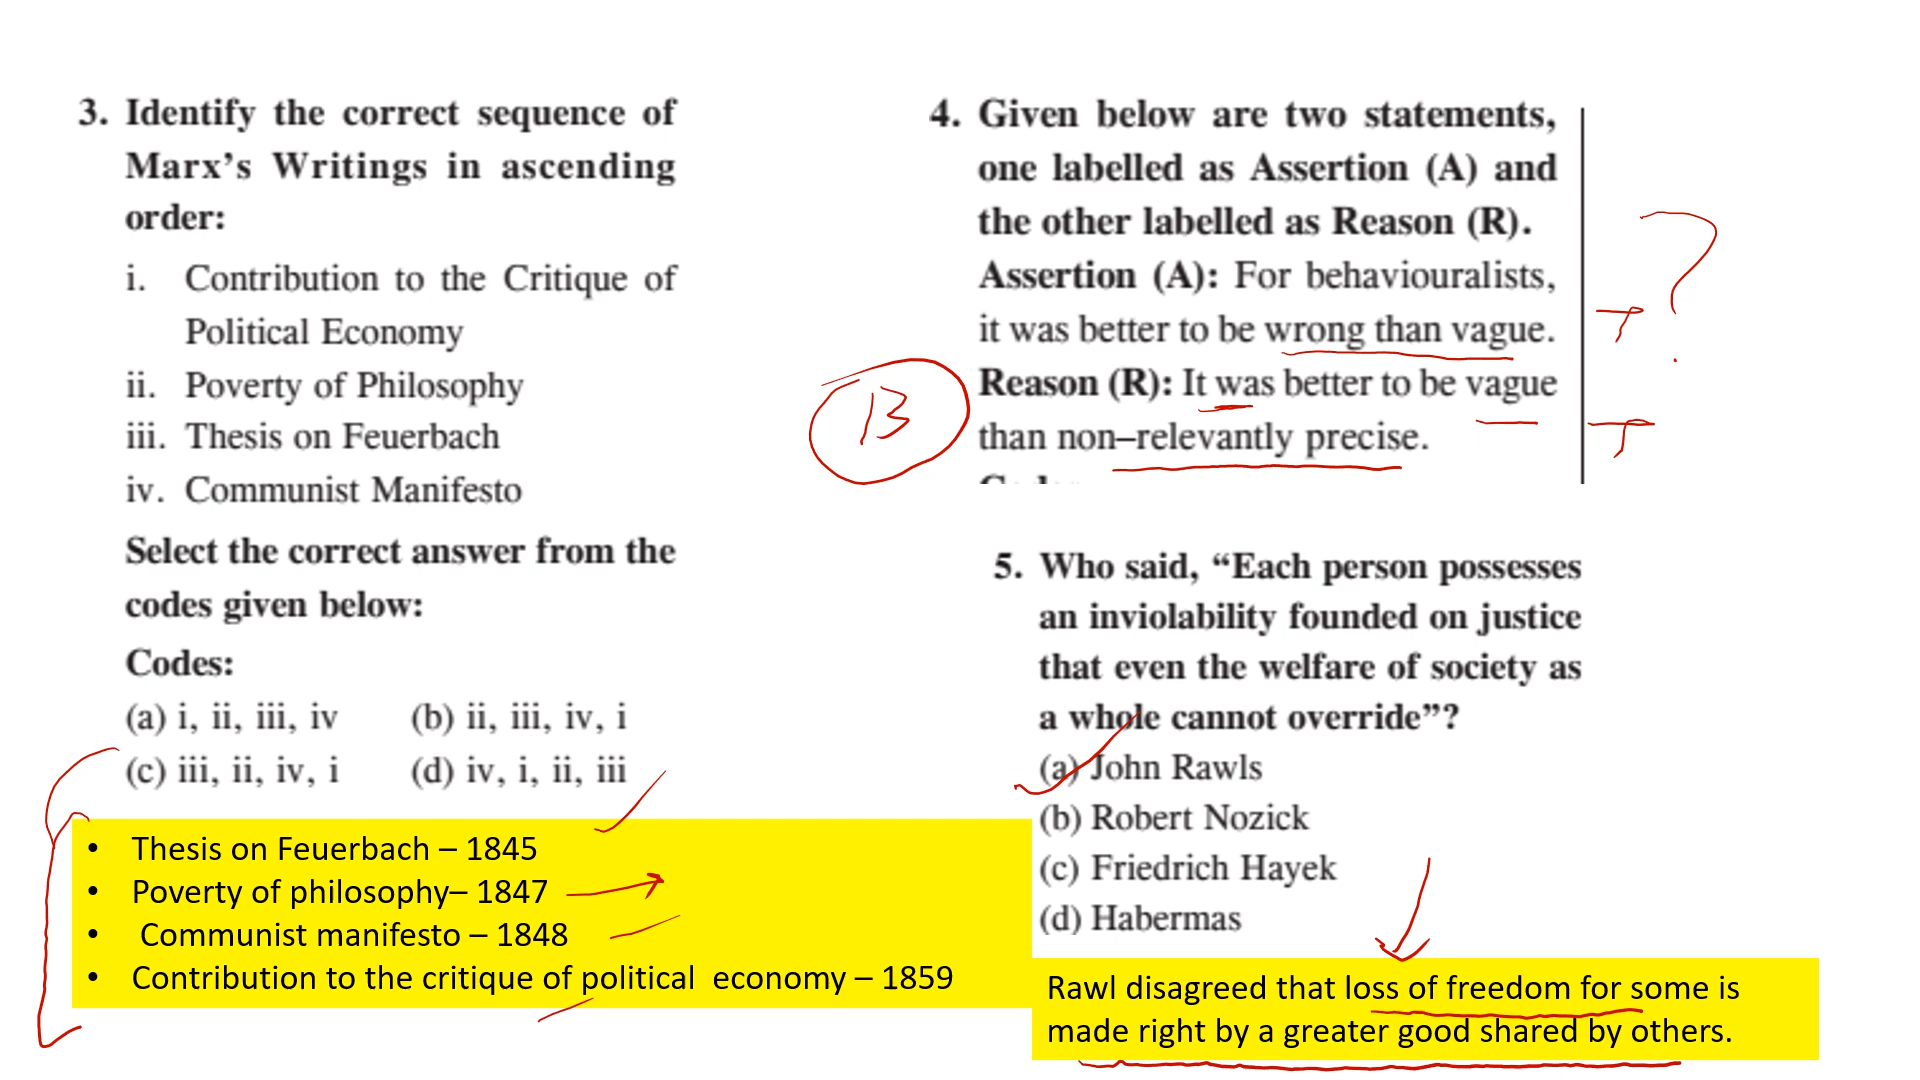 3. Identify the correct sequence of
Marx’s Writings in ascending
order:
i. Contribution to the Critique of
Political Economy
ii. Poverty of Philosophy
iii. Thesis on Feuerbach
iv. Communist Manifesto
Select the correct answer from the
codes given below:
Codes:
(a) i, ii, iii, iv (b) ii, iii, iv, i
(c) iii, ii, iv, i (d) iv, i, ii, iii
• Thesis on Feuerbach – 1845
• Poverty of philosophy– 1847
• Communist manifesto – 1848
• Contribution to the critique of political economy – 1859
4. Given below are two statements,
one labelled as Assertion (A) and
the other labelled as Reason (R).
Assertion (A): For behaviouralists,
it was better to be wrong than vague.
Reason (R): It was better to be vague
than non–relevantly precise.
?
T
T
B
5. Who said, “Each person possesses
an inviolability founded on justice
that even the welfare of society as
a whole cannot override”?
(a) John Rawls
(b) Robert Nozick
(c) Friedrich Hayek
(d) Habermas
Rawl disagreed that loss of freedom for some is
made right by a greater good shared by others.